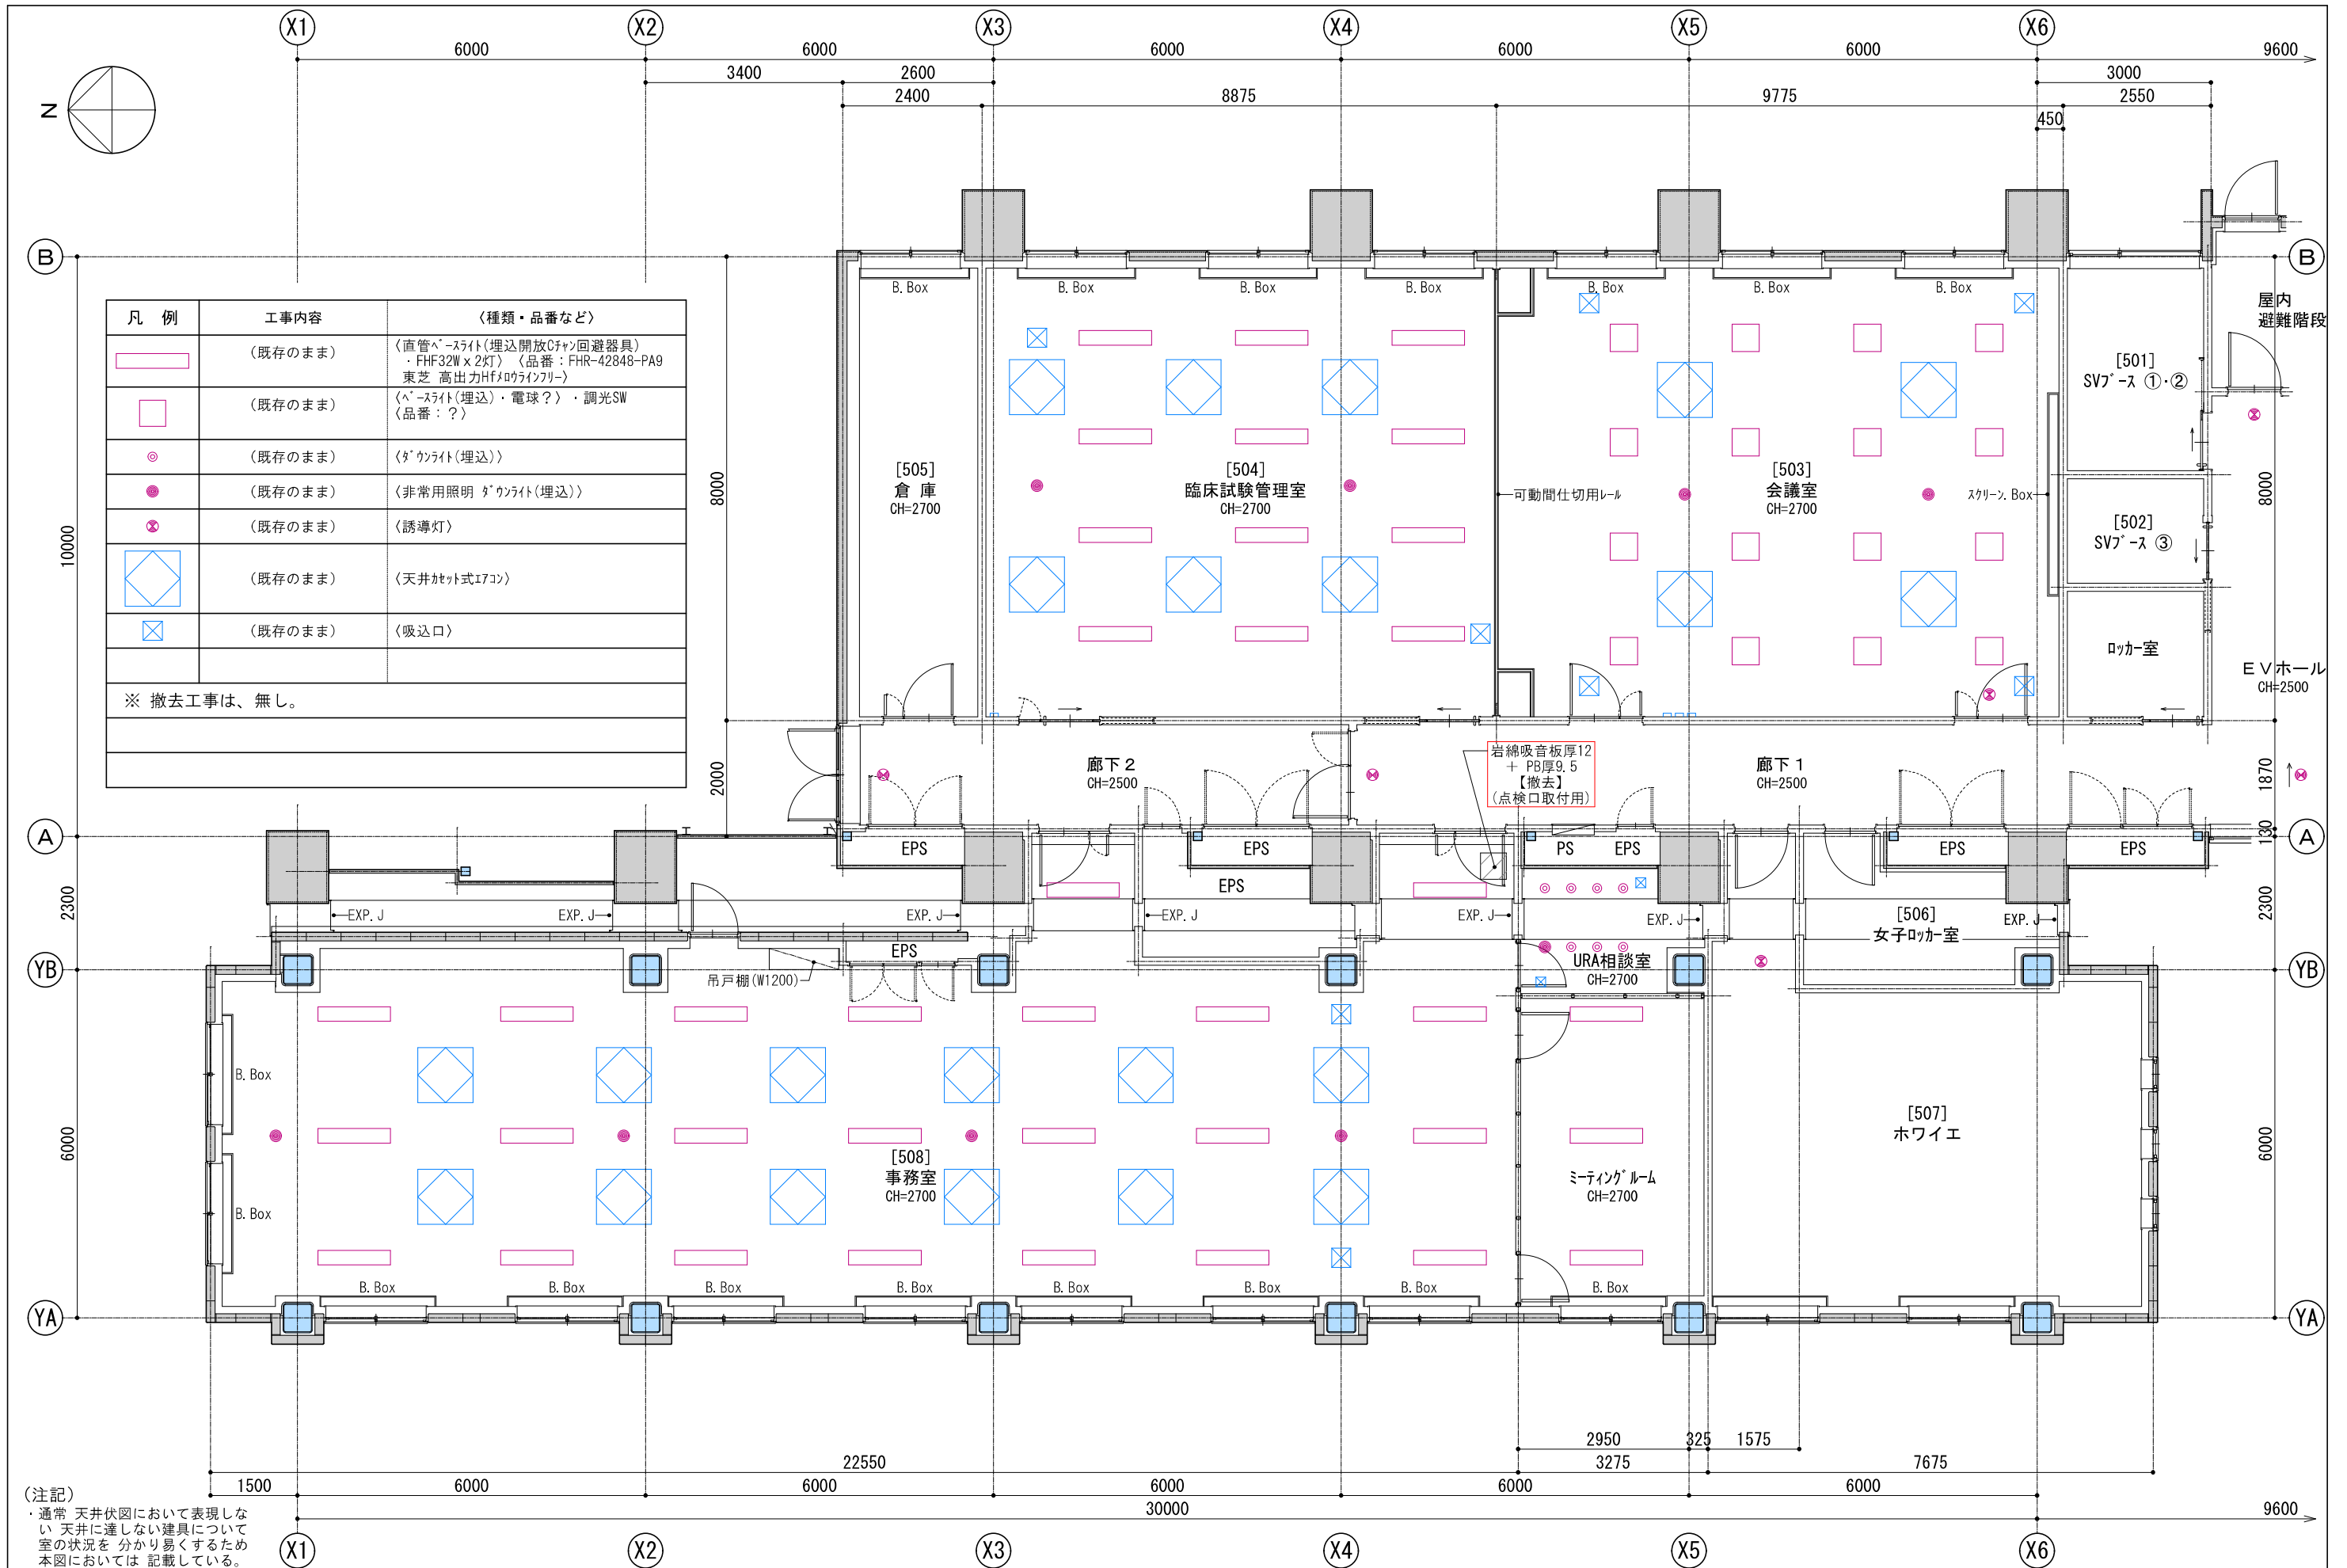 X1
X2
X3
X4
X5
X6
6000
6000
6000
6000
6000
9600
3400
2600
3000
2400
8875
9775
2550
450
N
B
B
B. Box
B. Box
B. Box
B. Box
B. Box
B. Box
B. Box
屋内
避難階段
凡 例
工事内容
〈種類・品番など〉
(既存のまま)
〈直管ベースライト(埋込開放Cチャン回避器具)
・FHF32W x 2灯〉〈品番：FHR-42848-PA9
東芝 高出力Hfメロウラインフリー〉
(既存のまま)
〈ベースライト(埋込)・電球？〉・調光SW
〈品番：？〉
(既存のまま)
〈ダウンライト(埋込)〉
(既存のまま)
〈非常用照明 ダウンライト(埋込)〉
(既存のまま)
〈誘導灯〉
(既存のまま)
〈天井カセット式エアコン〉
(既存のまま)
〈吸込口〉
※ 撤去工事は、無し。
10000
8000
2000
8000
1870
130
[505]
倉 庫
CH=2700
[504]
臨床試験管理室
CH=2700
可動間仕切用レール
[503]
会議室
CH=2700
スクリーン. Box
[501]
SVブース ①･②
[502]
SVブース ③
ロッカー室
EVホール
CH=2500
廊下２
CH=2500
岩綿吸音板厚12
＋ PB厚9.5
【撤去】
(点検口取付用)
廊下１
CH=2500
A
A
EPS
EPS
PS
EPS
EPS
EPS
EPS
2300
2300
EXP. J
EXP. J
EXP. J
EXP. J
EXP. J
EXP. J
EXP. J
[506]
女子ロッカー室
EPS
吊戸棚(W1200)
URA相談室
CH=2700
YB
YB
B. Box
B. Box
6000
6000
[508]
事務室
CH=2700
ミーティングルーム
CH=2700
[507]
ホワイエ
B. Box
B. Box
B. Box
B. Box
B. Box
B. Box
B. Box
B. Box
YA
YA
2950
325
1575
22550
3275
7675
1500
6000
6000
6000
6000
6000
30000
9600
(注記)
・通常 天井伏図において表現しな
い 天井に達しない建具について
室の状況を 分かり易くするため
本図においては 記載している。
X1
X2
X3
X4
X5
X6